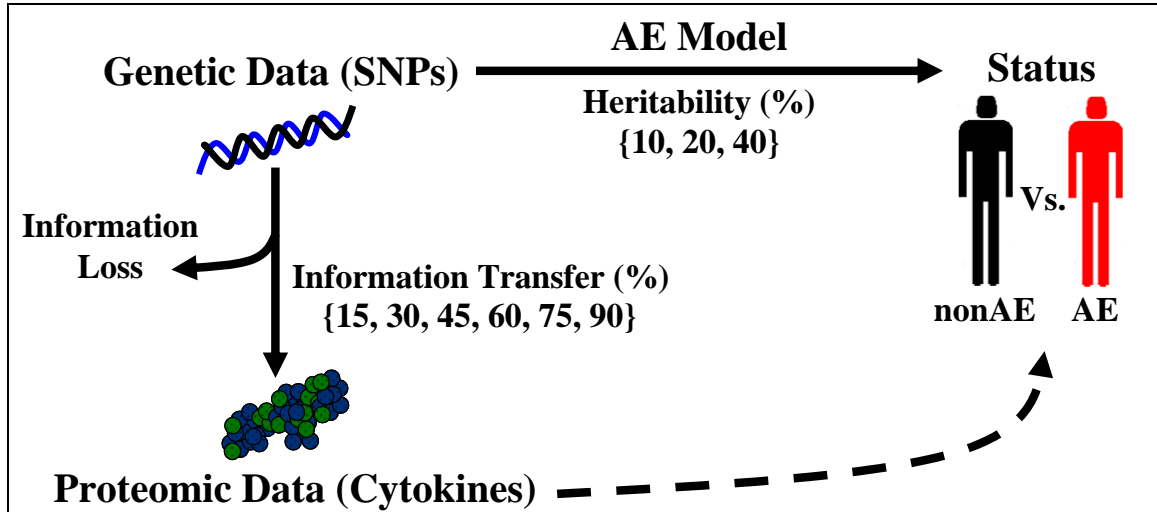 AE Model
Genetic Data (SNPs)
Status
Heritability (%)
{10, 20, 40}
Vs.
Information
Loss
Information Transfer (%)
{15, 30, 45, 60, 75, 90}
nonAE
AE
Proteomic Data (Cytokines)